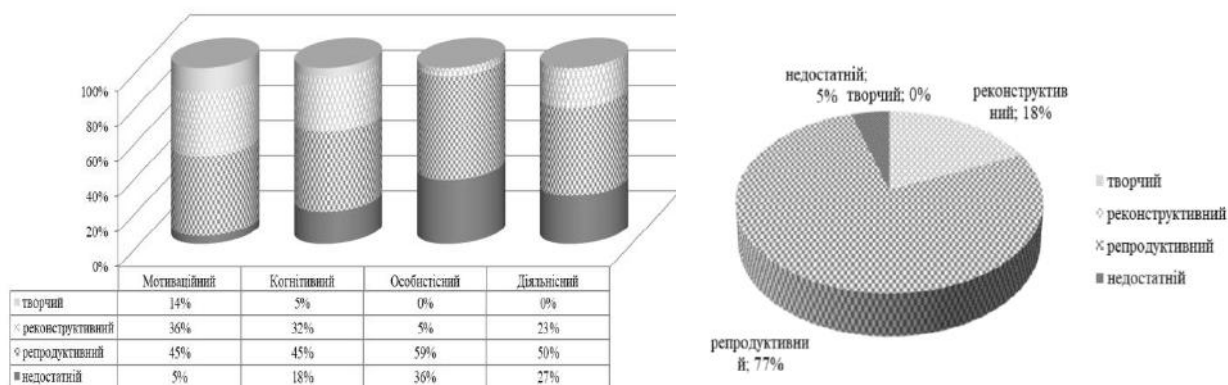 100%
80%
60%
40%
20%
0%
Мотиваційний Когнітивний Особистісний Діяльнісний
творчий 14% 5% 0% 0%
реконструктивний 36% 32% 5% 23%
репродуктивний 45% 45% 59% 50%
недостатній 5% 18% 36% 27%
недостатній;
5%
творчий; 0%
реконструктив
ний; 18%
репродуктивни
й; 77%
творчий
реконструктивний
репродуктивний
недостатній